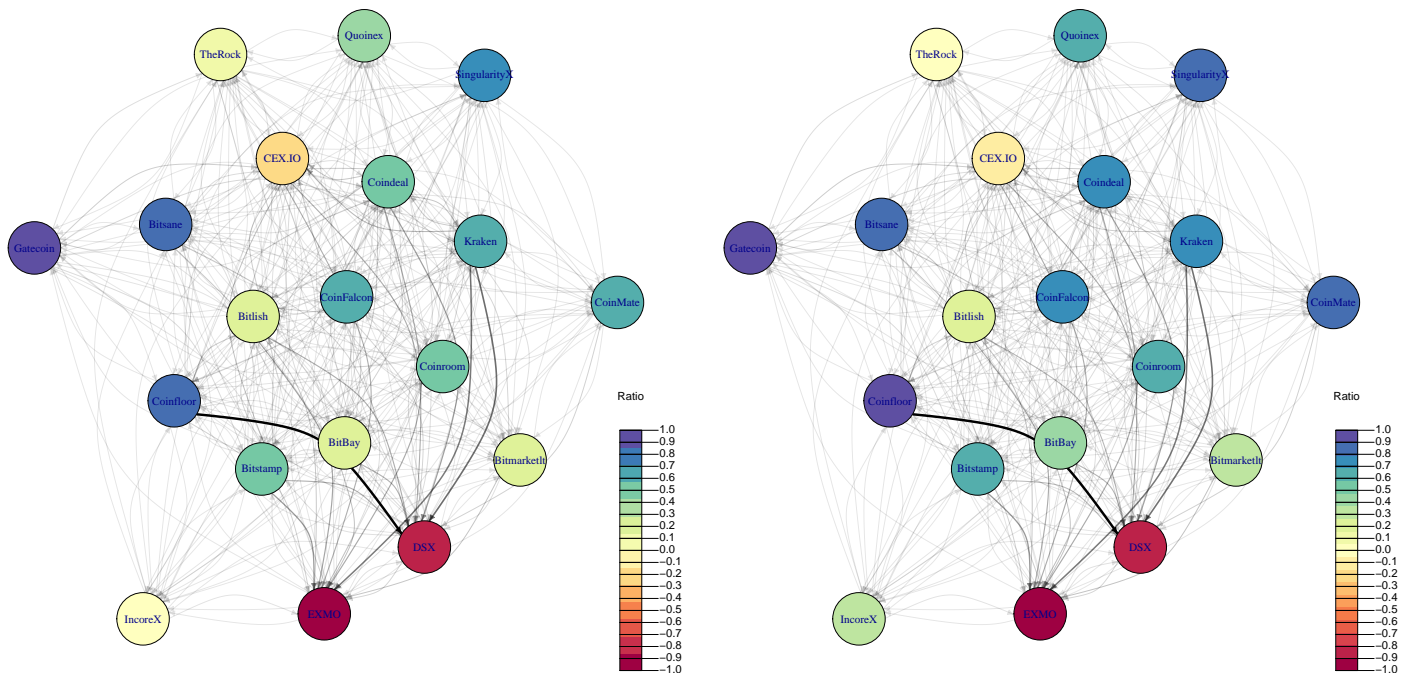 Quoinex
TheRock
SingularityX
CEX.IO
Coindeal
Bitsane
Kraken
Gatecoin
CoinFalcon
CoinMate
Bitlish
Coinroom
Coinfloor
BitBay
Bitstamp
Bitmarketlt
DSX
EXMO
IncoreX
Ratio
1.0
0.9
0.8
0.7
0.6
0.5
0.4
0.3
0.2
0.1
0.0
−0.1
−0.2
−0.3
−0.4
−0.5
−0.6
−0.7
−0.8
−0.9
−1.0
Quoinex
TheRock
SingularityX
CEX.IO
Coindeal
Bitsane
Kraken
Gatecoin
CoinFalcon
CoinMate
Bitlish
Coinroom
Coinfloor
BitBay
Bitstamp
Bitmarketlt
DSX
EXMO
IncoreX
Ratio
1.0
0.9
0.8
0.7
0.6
0.5
0.4
0.3
0.2
0.1
0.0
−0.1
−0.2
−0.3
−0.4
−0.5
−0.6
−0.7
−0.8
−0.9
−1.0